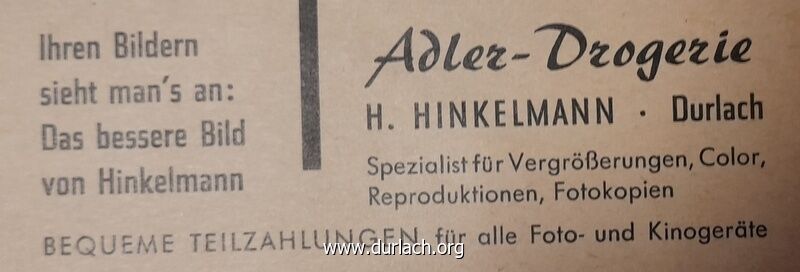 Ihren Bildern
sieht man's an:
Das bessere Bild
von Hinkelmann
Adler-Drogerie
H. HINKELMANN · Durlach
Spezialist für Vergrößerungen, Color,
Reproduktionen, Fotokopien
BEQUEME TEILZAHLUNGEN für alle Foto- und Kinogeräte
www.durlach.org